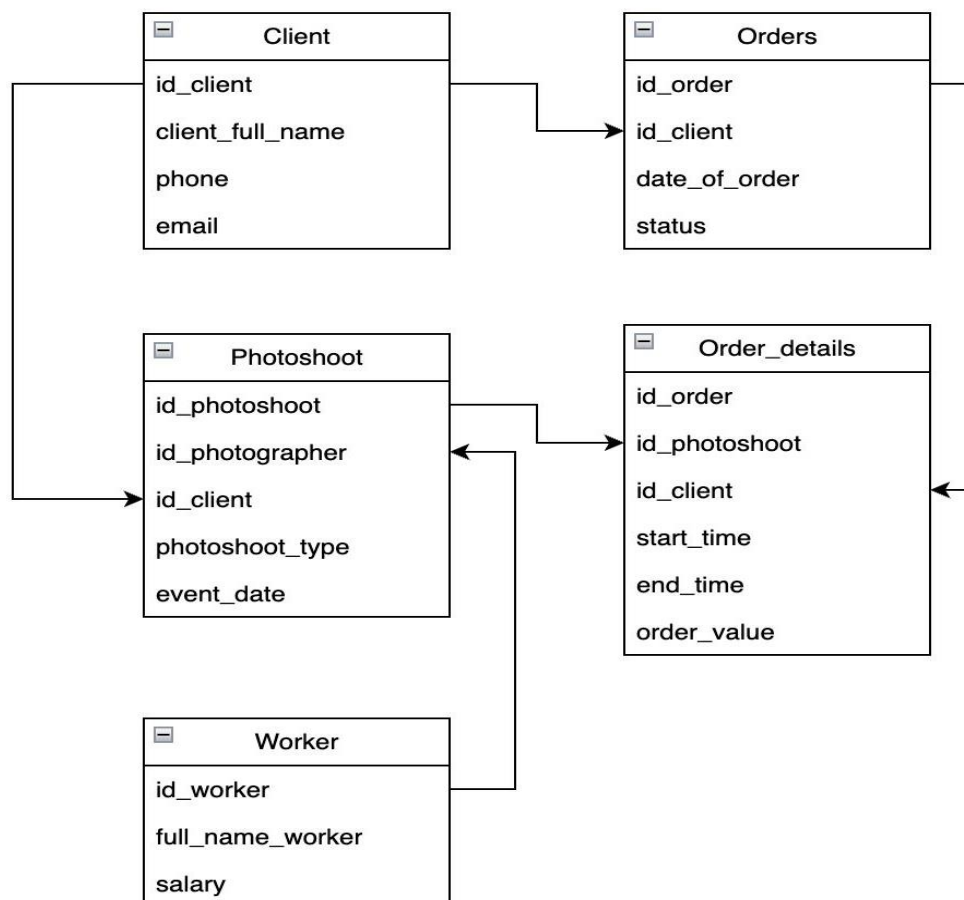 Client
id_client
client_full_name
phone
email
Orders
id_order
id_client
date_of_order
status
Photoshoot
id_photoshoot
id_photographer
id_client
photoshoot_type
event_date
Order_details
id_order
id_photoshoot
id_client
start_time
end_time
order_value
Worker
id_worker
full_name_worker
salary